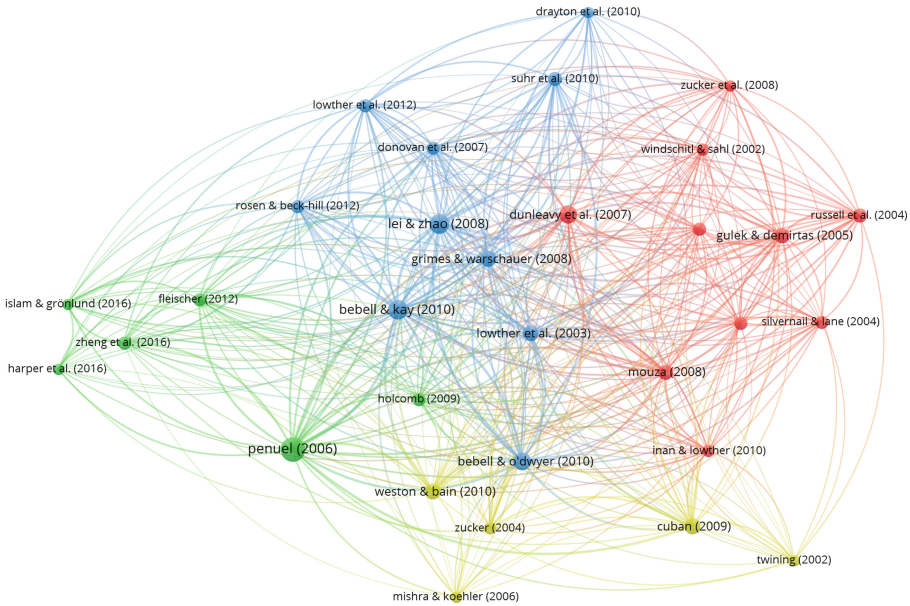 drayton et al. (2010)
suhr et al. (2010)
zucker et al. (2008)
lowther et al. (2012)
donovan et al. (2007)
windschitl & sahl (2002)
rosen & beck-hill (2012)
dunleavy et al. (2007)
russell et al. (2004)
lei & zhao (2008)
gulek & demirtas (2005)
grimes & warschauer (2008)
islam & grönlund (2016)
fleischer (2012)
bebell & kay (2010)
silvernail & lane (2004)
lowther et al. (2003)
zheng et al. (2016)
harper et al. (2016)
mouza (2008)
holcomb (2009)
penuel (2006)
inan & lowther (2010)
bebell & o'dwyer (2010)
weston & bain (2010)
zucker (2004)
cuban (2009)
twining (2002)
mishra & koehler (2006)